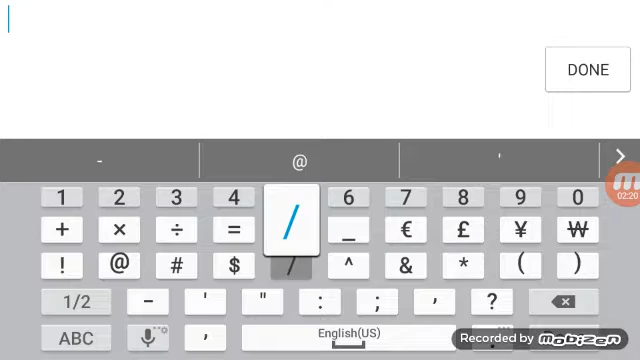 DONE
- @ '
1 2 3 4 6 7 8 9 0
02:20
+ × ÷ = / _ € £ ¥ ₩
! @ # $ / ^ & * ( )
1/2 - ' " : ; , ?
ABC , English(US)
Recorded by mobizen